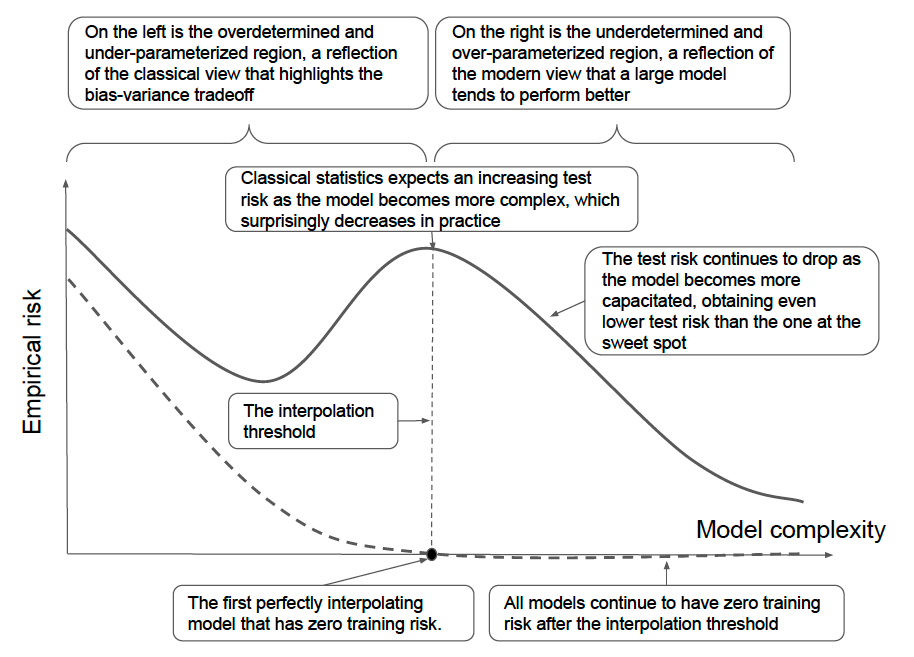 On the left is the overdetermined and
under-parameterized region, a reflection
of the classical view that highlights the
bias-variance tradeoff
On the right is the underdetermined and
over-parameterized region, a reflection of
the modern view that a large model
tends to perform better
Classical statistics expects an increasing test
risk as the model becomes more complex, which
surprisingly decreases in practice
The test risk continues to drop as
the model becomes more
capacitated, obtaining even
lower test risk than the one at the
sweet spot
Empirical risk
The interpolation
threshold
Model complexity
The first perfectly interpolating
model that has zero training risk.
All models continue to have zero training
risk after the interpolation threshold